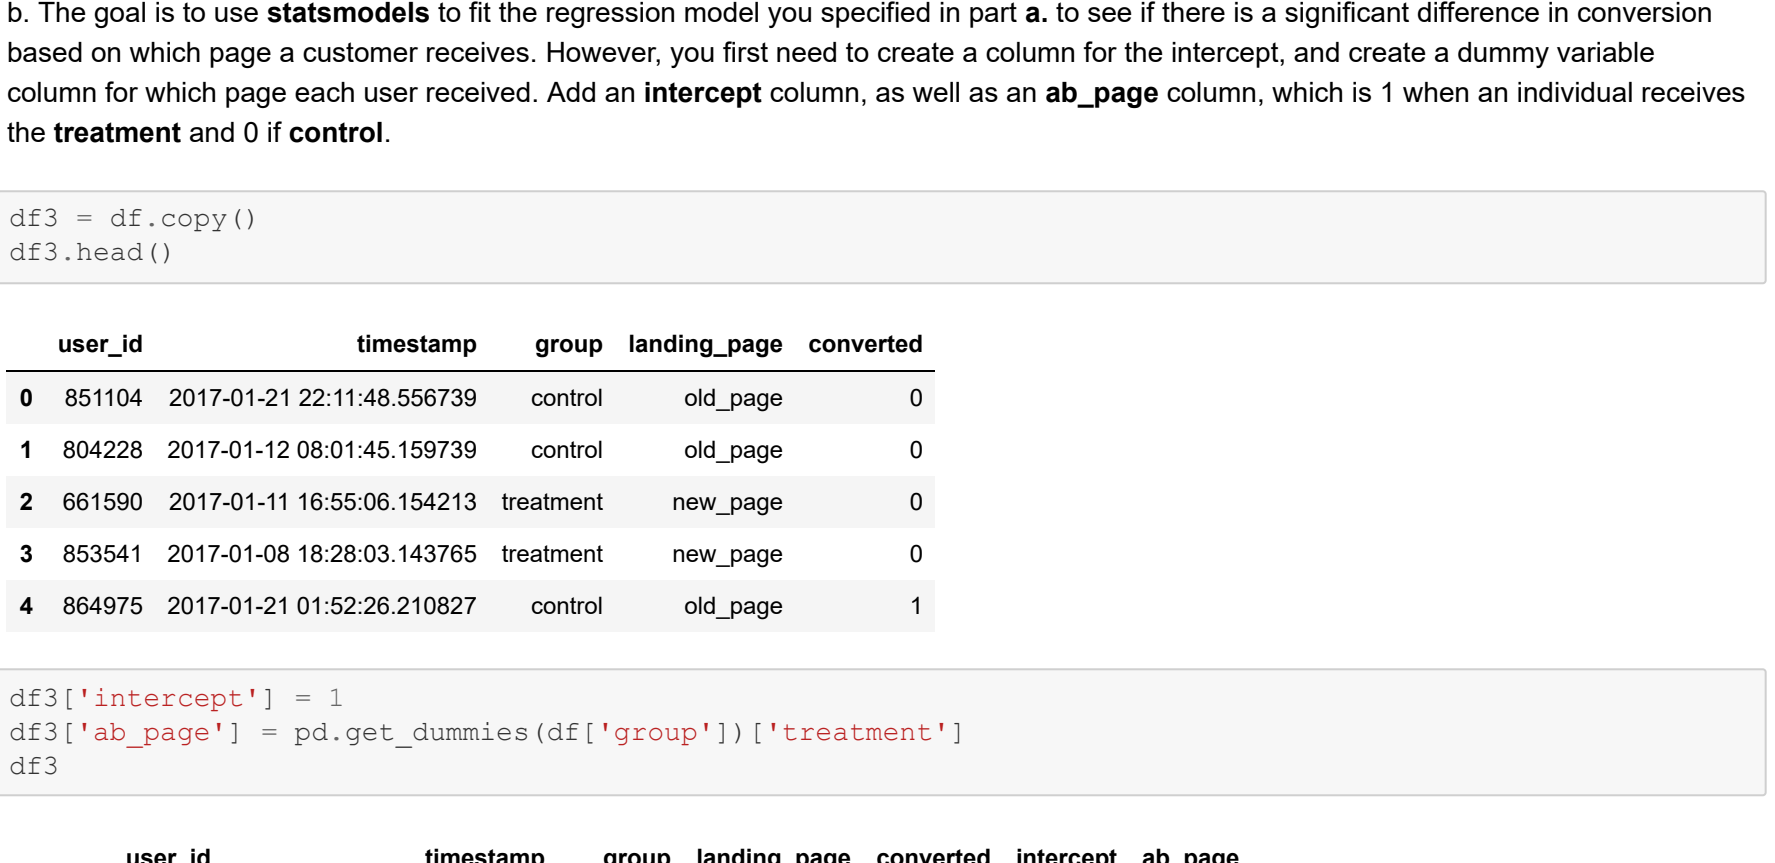 b. The goal is to use statsmodels to fit the regression model you specified in part a. to see if there is a significant difference in conversion
based on which page a customer receives. However, you first need to create a column for the intercept, and create a dummy variable
column for which page each user received. Add an intercept column, as well as an ab_page column, which is 1 when an individual receives
the treatment and 0 if control.
df3 = df.copy()
df3.head()
user_id timestamp group landing_page converted
0 851104 2017-01-21 22:11:48.556739 control old_page 0
1 804228 2017-01-12 08:01:45.159739 control old_page 0
2 661590 2017-01-11 16:55:06.154213 treatment new_page 0
3 853541 2017-01-08 18:28:03.143765 treatment new_page 0
4 864975 2017-01-21 01:52:26.210827 control old_page 1
df3['intercept'] = 1
df3['ab_page'] = pd.get_dummies(df['group'])['treatment']
df3
user_id timestamp group landing_page converted intercept ab_page